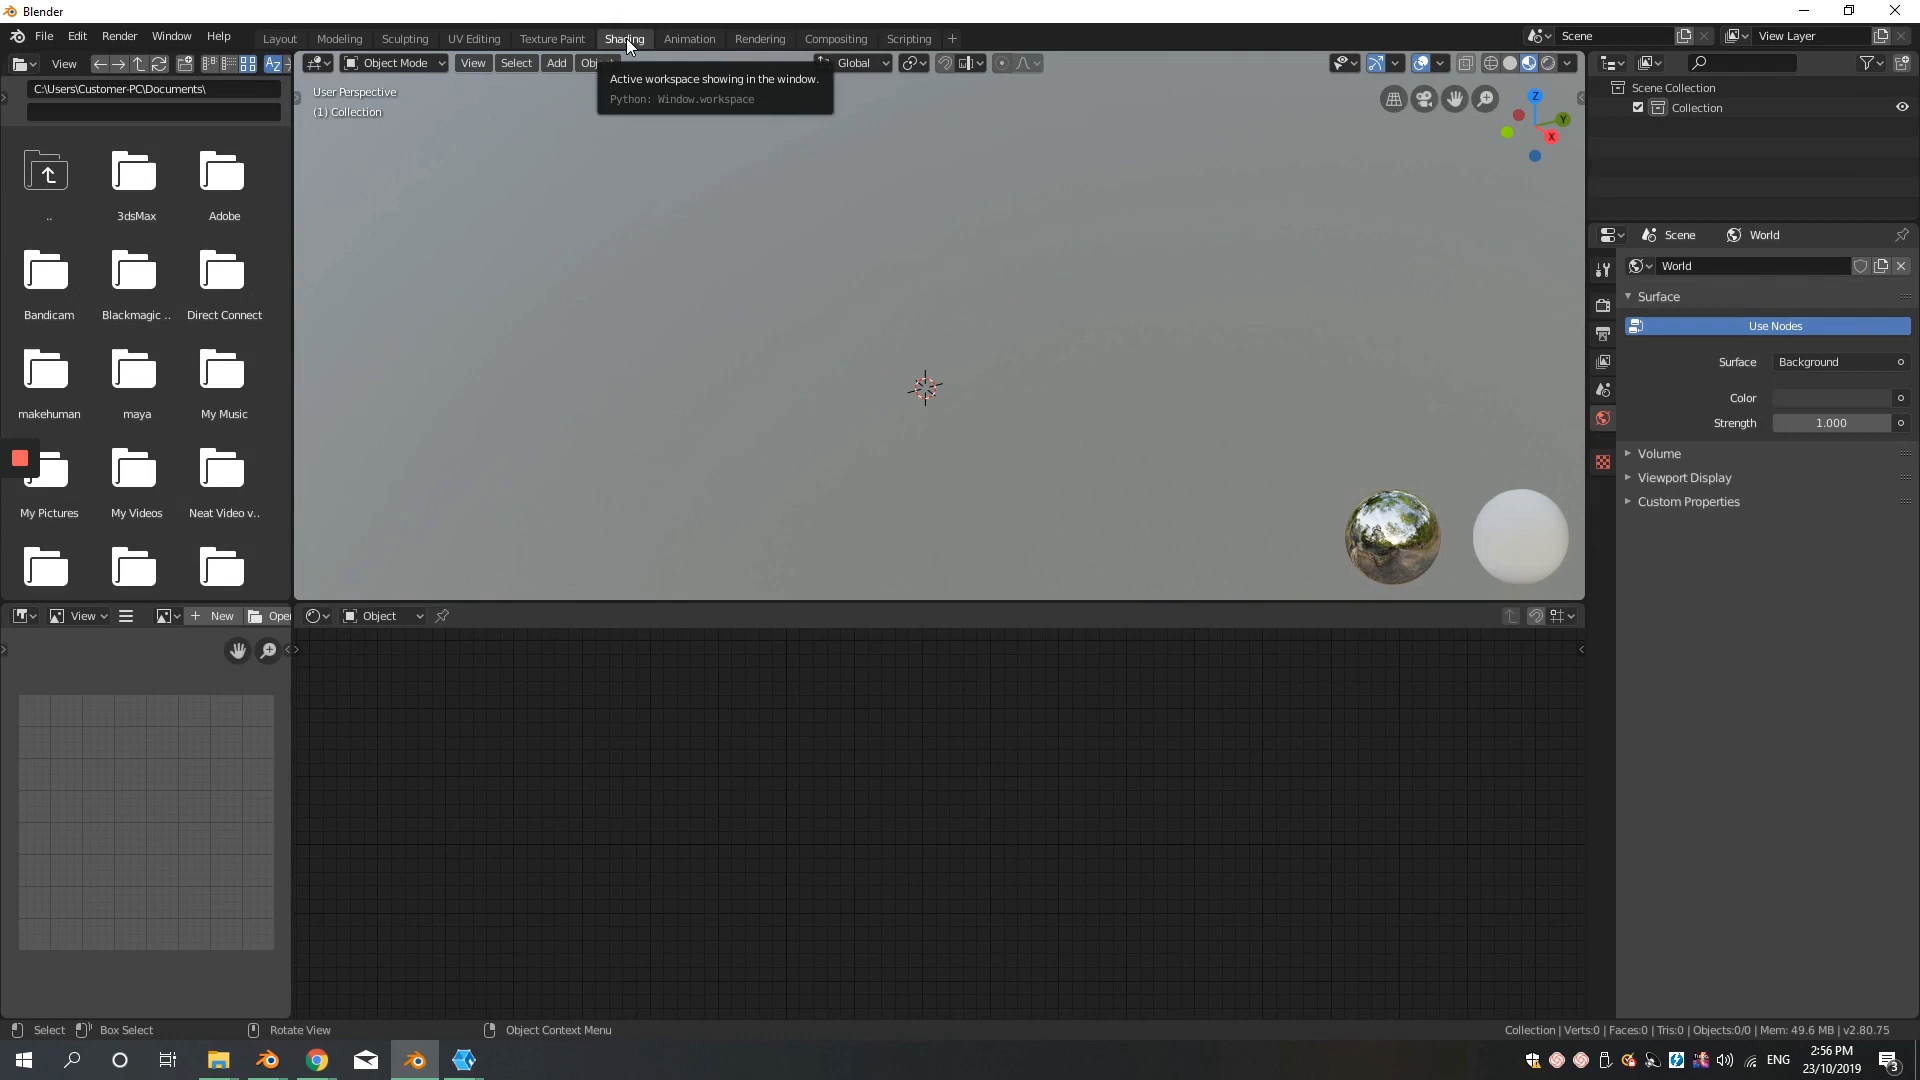 Blender
File Edit Render Window Help Layout Modeling Sculpting UV Editing Texture Paint Shading Animation Rendering Compositing Scripting Scene View Layer
View Object Mode View Select Add Global
Active workspace showing in the window.
Python: Window.workspace
C:\Users\Customer-PC\Documents\
User Perspective
(1) Collection
Z
Y
X
Scene Collection
Collection
.. 3dsMax Adobe
Bandicam Blackmagic .. Direct Connect
makehuman maya My Music
My Pictures My Videos Neat Video v..
Scene World
World
Surface
Use Nodes
Surface Background
Color
Strength 1.000
Volume
Viewport Display
Custom Properties
View New Ope Object
Select Box Select Rotate View Object Context Menu Collection | Verts:0 | Faces:0 | Tris:0 | Objects:0/0 | Mem: 49.6 MB | v2.80.75
ENG
2:56 PM
23/10/2019
3